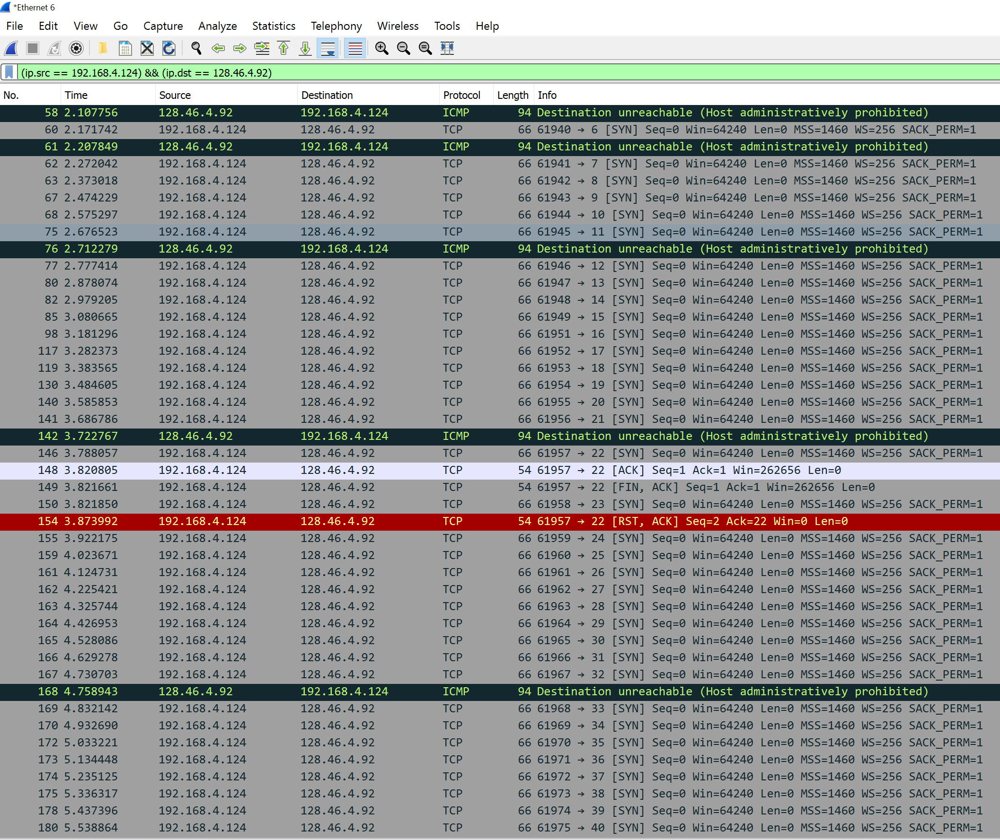 *Ethernet 6
File Edit View Go Capture Analyze Statistics Telephony Wireless Tools Help
(ip.src == 192.168.4.124) && (ip.dst == 128.46.4.92)
No. Time Source Destination Protocol Length Info
58 2.107756 128.46.4.92 192.168.4.124 ICMP 94 Destination unreachable (Host administratively prohibited)
60 2.171742 192.168.4.124 128.46.4.92 TCP 66 61940 → 6 [SYN] Seq=0 Win=64240 Len=0 MSS=1460 WS=256 SACK_PERM=1
61 2.207849 128.46.4.92 192.168.4.124 ICMP 94 Destination unreachable (Host administratively prohibited)
62 2.272042 192.168.4.124 128.46.4.92 TCP 66 61941 → 7 [SYN] Seq=0 Win=64240 Len=0 MSS=1460 WS=256 SACK_PERM=1
63 2.373018 192.168.4.124 128.46.4.92 TCP 66 61942 → 8 [SYN] Seq=0 Win=64240 Len=0 MSS=1460 WS=256 SACK_PERM=1
67 2.474229 192.168.4.124 128.46.4.92 TCP 66 61943 → 9 [SYN] Seq=0 Win=64240 Len=0 MSS=1460 WS=256 SACK_PERM=1
68 2.575297 192.168.4.124 128.46.4.92 TCP 66 61944 → 10 [SYN] Seq=0 Win=64240 Len=0 MSS=1460 WS=256 SACK_PERM=1
75 2.676523 192.168.4.124 128.46.4.92 TCP 66 61945 → 11 [SYN] Seq=0 Win=64240 Len=0 MSS=1460 WS=256 SACK_PERM=1
76 2.712279 128.46.4.92 192.168.4.124 ICMP 94 Destination unreachable (Host administratively prohibited)
77 2.777414 192.168.4.124 128.46.4.92 TCP 66 61946 → 12 [SYN] Seq=0 Win=64240 Len=0 MSS=1460 WS=256 SACK_PERM=1
80 2.878074 192.168.4.124 128.46.4.92 TCP 66 61947 → 13 [SYN] Seq=0 Win=64240 Len=0 MSS=1460 WS=256 SACK_PERM=1
82 2.979205 192.168.4.124 128.46.4.92 TCP 66 61948 → 14 [SYN] Seq=0 Win=64240 Len=0 MSS=1460 WS=256 SACK_PERM=1
85 3.080665 192.168.4.124 128.46.4.92 TCP 66 61949 → 15 [SYN] Seq=0 Win=64240 Len=0 MSS=1460 WS=256 SACK_PERM=1
98 3.181296 192.168.4.124 128.46.4.92 TCP 66 61951 → 16 [SYN] Seq=0 Win=64240 Len=0 MSS=1460 WS=256 SACK_PERM=1
117 3.282373 192.168.4.124 128.46.4.92 TCP 66 61952 → 17 [SYN] Seq=0 Win=64240 Len=0 MSS=1460 WS=256 SACK_PERM=1
119 3.383565 192.168.4.124 128.46.4.92 TCP 66 61953 → 18 [SYN] Seq=0 Win=64240 Len=0 MSS=1460 WS=256 SACK_PERM=1
130 3.484605 192.168.4.124 128.46.4.92 TCP 66 61954 → 19 [SYN] Seq=0 Win=64240 Len=0 MSS=1460 WS=256 SACK_PERM=1
140 3.585853 192.168.4.124 128.46.4.92 TCP 66 61955 → 20 [SYN] Seq=0 Win=64240 Len=0 MSS=1460 WS=256 SACK_PERM=1
141 3.686786 192.168.4.124 128.46.4.92 TCP 66 61956 → 21 [SYN] Seq=0 Win=64240 Len=0 MSS=1460 WS=256 SACK_PERM=1
142 3.722767 128.46.4.92 192.168.4.124 ICMP 94 Destination unreachable (Host administratively prohibited)
146 3.788057 192.168.4.124 128.46.4.92 TCP 66 61957 → 22 [SYN] Seq=0 Win=64240 Len=0 MSS=1460 WS=256 SACK_PERM=1
148 3.820805 192.168.4.124 128.46.4.92 TCP 54 61957 → 22 [ACK] Seq=1 Ack=1 Win=262656 Len=0
149 3.821661 192.168.4.124 128.46.4.92 TCP 54 61957 → 22 [FIN, ACK] Seq=1 Ack=1 Win=262656 Len=0
150 3.821850 192.168.4.124 128.46.4.92 TCP 66 61958 → 23 [SYN] Seq=0 Win=64240 Len=0 MSS=1460 WS=256 SACK_PERM=1
154 3.873992 192.168.4.124 128.46.4.92 TCP 54 61957 → 22 [RST, ACK] Seq=2 Ack=22 Win=0 Len=0
155 3.922175 192.168.4.124 128.46.4.92 TCP 66 61959 → 24 [SYN] Seq=0 Win=64240 Len=0 MSS=1460 WS=256 SACK_PERM=1
159 4.023671 192.168.4.124 128.46.4.92 TCP 66 61960 → 25 [SYN] Seq=0 Win=64240 Len=0 MSS=1460 WS=256 SACK_PERM=1
161 4.124731 192.168.4.124 128.46.4.92 TCP 66 61961 → 26 [SYN] Seq=0 Win=64240 Len=0 MSS=1460 WS=256 SACK_PERM=1
162 4.225421 192.168.4.124 128.46.4.92 TCP 66 61962 → 27 [SYN] Seq=0 Win=64240 Len=0 MSS=1460 WS=256 SACK_PERM=1
163 4.325744 192.168.4.124 128.46.4.92 TCP 66 61963 → 28 [SYN] Seq=0 Win=64240 Len=0 MSS=1460 WS=256 SACK_PERM=1
164 4.426953 192.168.4.124 128.46.4.92 TCP 66 61964 → 29 [SYN] Seq=0 Win=64240 Len=0 MSS=1460 WS=256 SACK_PERM=1
165 4.528086 192.168.4.124 128.46.4.92 TCP 66 61965 → 30 [SYN] Seq=0 Win=64240 Len=0 MSS=1460 WS=256 SACK_PERM=1
166 4.629278 192.168.4.124 128.46.4.92 TCP 66 61966 → 31 [SYN] Seq=0 Win=64240 Len=0 MSS=1460 WS=256 SACK_PERM=1
167 4.730703 192.168.4.124 128.46.4.92 TCP 66 61967 → 32 [SYN] Seq=0 Win=64240 Len=0 MSS=1460 WS=256 SACK_PERM=1
168 4.758943 128.46.4.92 192.168.4.124 ICMP 94 Destination unreachable (Host administratively prohibited)
169 4.832142 192.168.4.124 128.46.4.92 TCP 66 61968 → 33 [SYN] Seq=0 Win=64240 Len=0 MSS=1460 WS=256 SACK_PERM=1
170 4.932690 192.168.4.124 128.46.4.92 TCP 66 61969 → 34 [SYN] Seq=0 Win=64240 Len=0 MSS=1460 WS=256 SACK_PERM=1
172 5.033221 192.168.4.124 128.46.4.92 TCP 66 61970 → 35 [SYN] Seq=0 Win=64240 Len=0 MSS=1460 WS=256 SACK_PERM=1
173 5.134448 192.168.4.124 128.46.4.92 TCP 66 61971 → 36 [SYN] Seq=0 Win=64240 Len=0 MSS=1460 WS=256 SACK_PERM=1
174 5.235125 192.168.4.124 128.46.4.92 TCP 66 61972 → 37 [SYN] Seq=0 Win=64240 Len=0 MSS=1460 WS=256 SACK_PERM=1
175 5.336317 192.168.4.124 128.46.4.92 TCP 66 61973 → 38 [SYN] Seq=0 Win=64240 Len=0 MSS=1460 WS=256 SACK_PERM=1
178 5.437396 192.168.4.124 128.46.4.92 TCP 66 61974 → 39 [SYN] Seq=0 Win=64240 Len=0 MSS=1460 WS=256 SACK_PERM=1
180 5.538864 192.168.4.124 128.46.4.92 TCP 66 61975 → 40 [SYN] Seq=0 Win=64240 Len=0 MSS=1460 WS=256 SACK_PERM=1